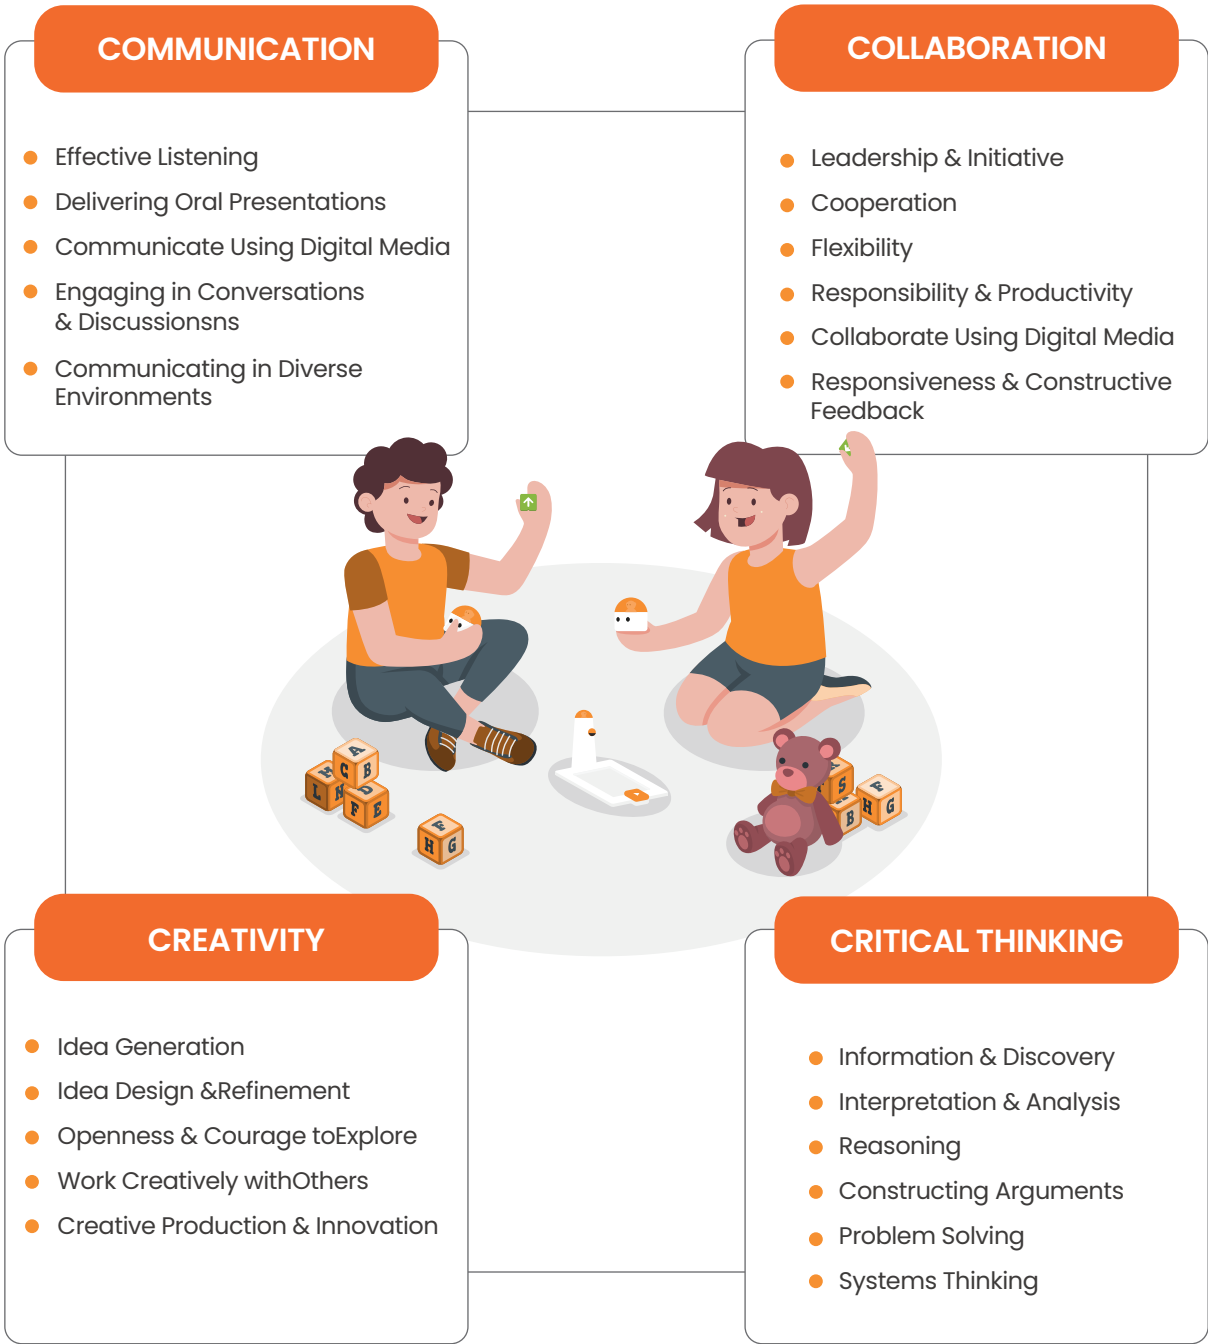 COMMUNICATION
Effective Listening
Delivering Oral Presentations
Communicate Using Digital Media
Engaging in Conversations
& Discussionsns
Communicating in Diverse
Environments
COLLABORATION
Leadership & Initiative
Cooperation
Flexibility
Responsibility & Productivity
Collaborate Using Digital Media
Responsiveness & Constructive
Feedback
A
C B
L N
D
F E
F
H G
S
B
F
H G
CREATIVITY
Idea Generation
Idea Design &Refinement
Openness & Courage toExplore
Work Creatively withOthers
Creative Production & Innovation
CRITICAL THINKING
Information & Discovery
Interpretation & Analysis
Reasoning
Constructing Arguments
Problem Solving
Systems Thinking